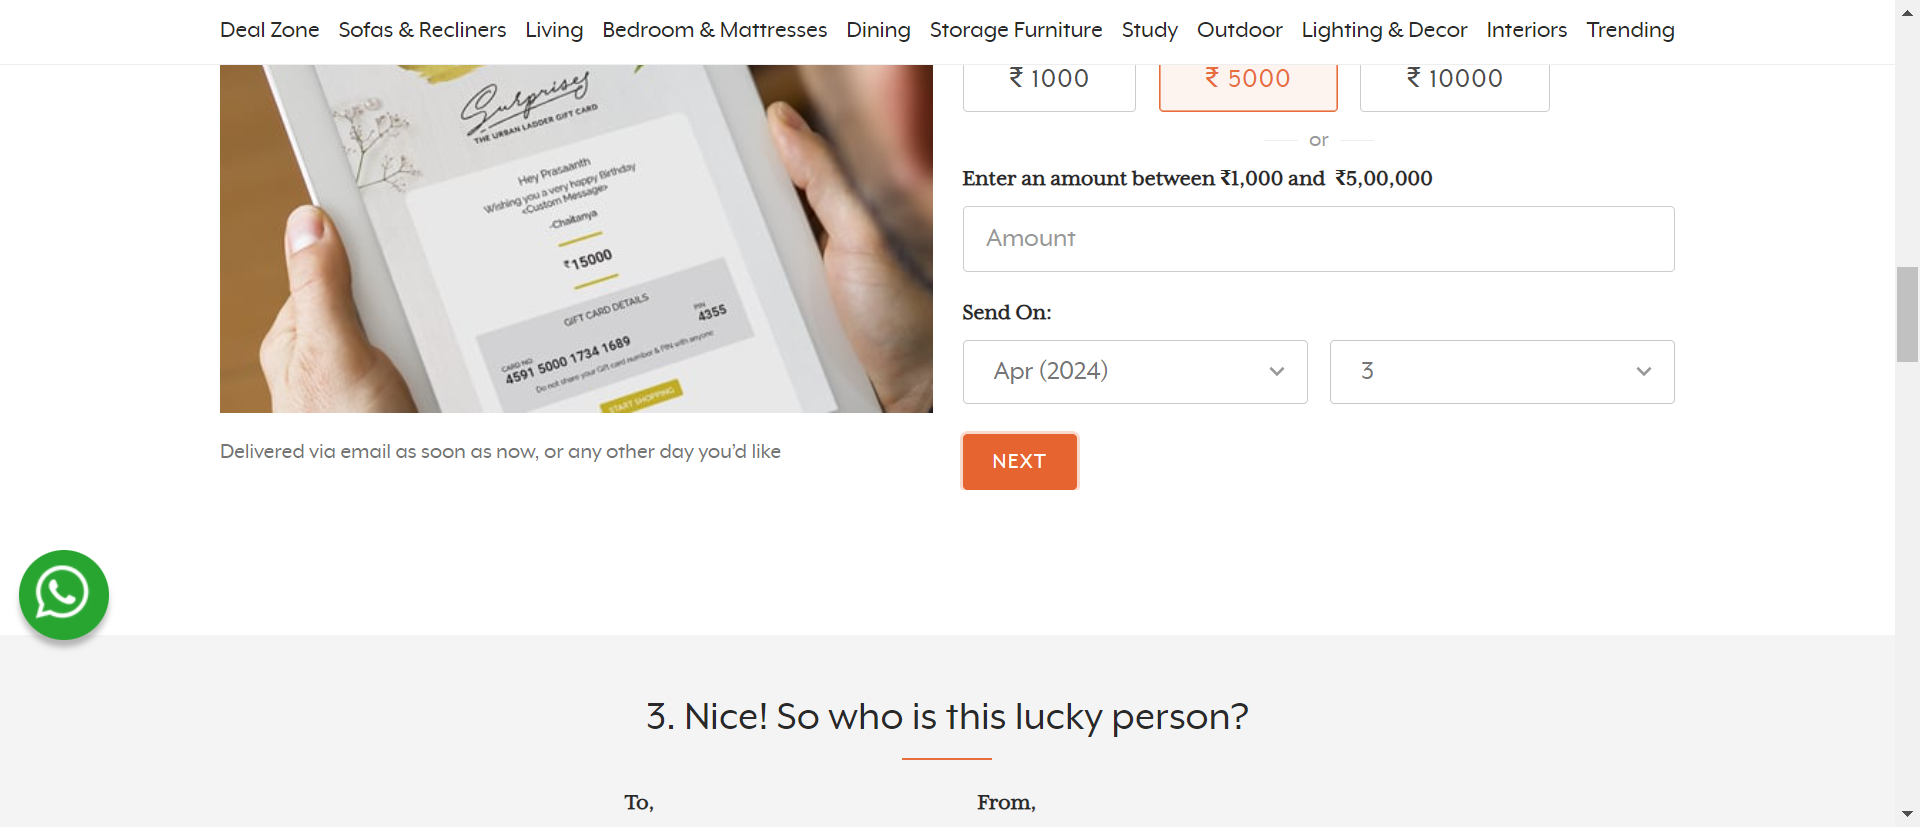 Deal Zone Sofas & Recliners Living Bedroom & Mattresses Dining Storage Furniture Study Outdoor Lighting & Decor Interiors Trending
Surprises
THE URBAN LADDER GIFT CARD
Hey Prasaanth
Wishing you a very happy Birthday
<Custom Message>
-Chaitanya
₹15000
GIFT CARD DETAILS
CARD NO
4591 5000 1734 1689
PIN
4355
Do not share your Gift card number & PIN with anyone
START SHOPPING
Delivered via email as soon as now, or any other day you’d like
₹ 1000 ₹ 5000 ₹ 10000
or
Enter an amount between ₹1,000 and ₹5,00,000
Amount
Send On:
Apr (2024) 3
NEXT
3. Nice! So who is this lucky person?
To, From,